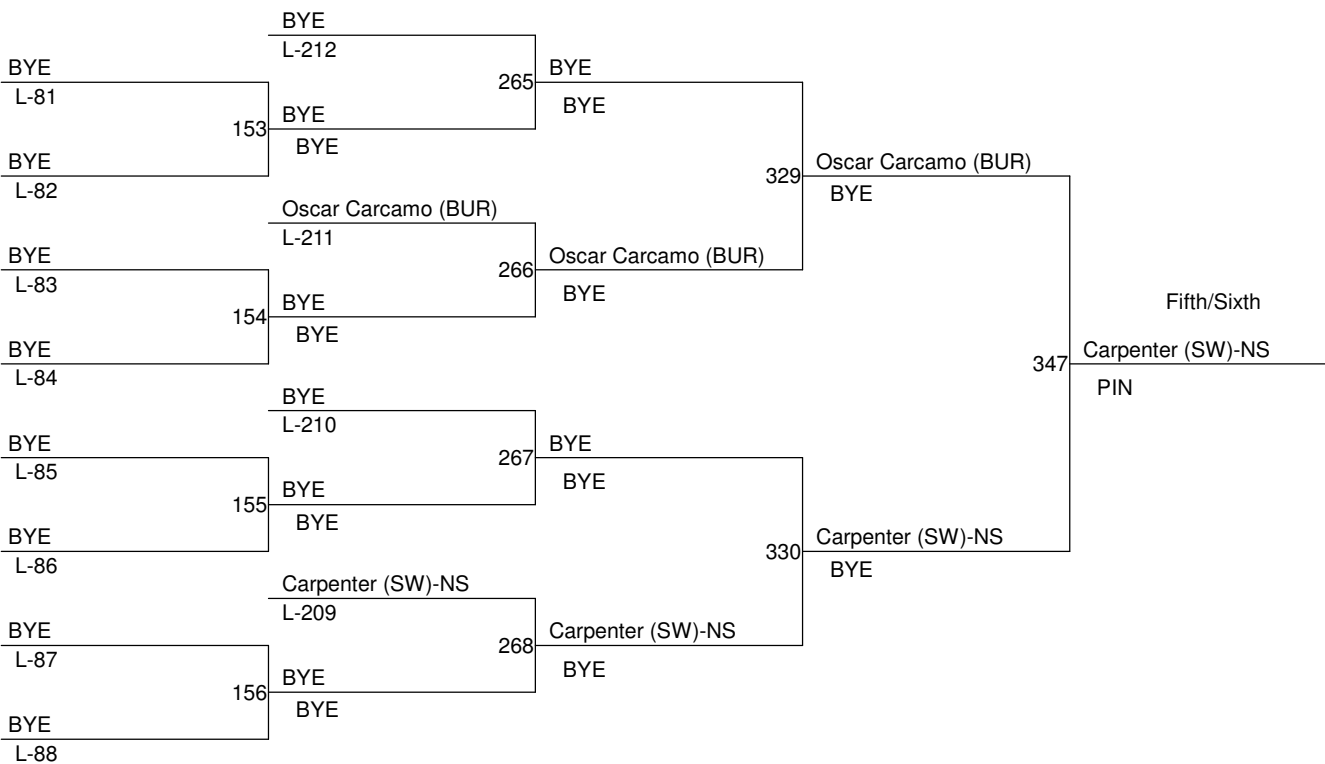 BYE
L-212
BYE
L-81
265
BYE
BYE
153
BYE
BYE
BYE
L-82
329
Oscar Carcamo (BUR)
BYE
Oscar Carcamo (BUR)
L-211
BYE
L-83
266
Oscar Carcamo (BUR)
BYE
154
BYE
BYE
BYE
L-84
Fifth/Sixth
347
Carpenter (SW)-NS
PIN
BYE
L-210
BYE
L-85
267
BYE
BYE
155
BYE
BYE
BYE
L-86
330
Carpenter (SW)-NS
BYE
Carpenter (SW)-NS
L-209
BYE
L-87
268
Carpenter (SW)-NS
BYE
156
BYE
BYE
BYE
L-88